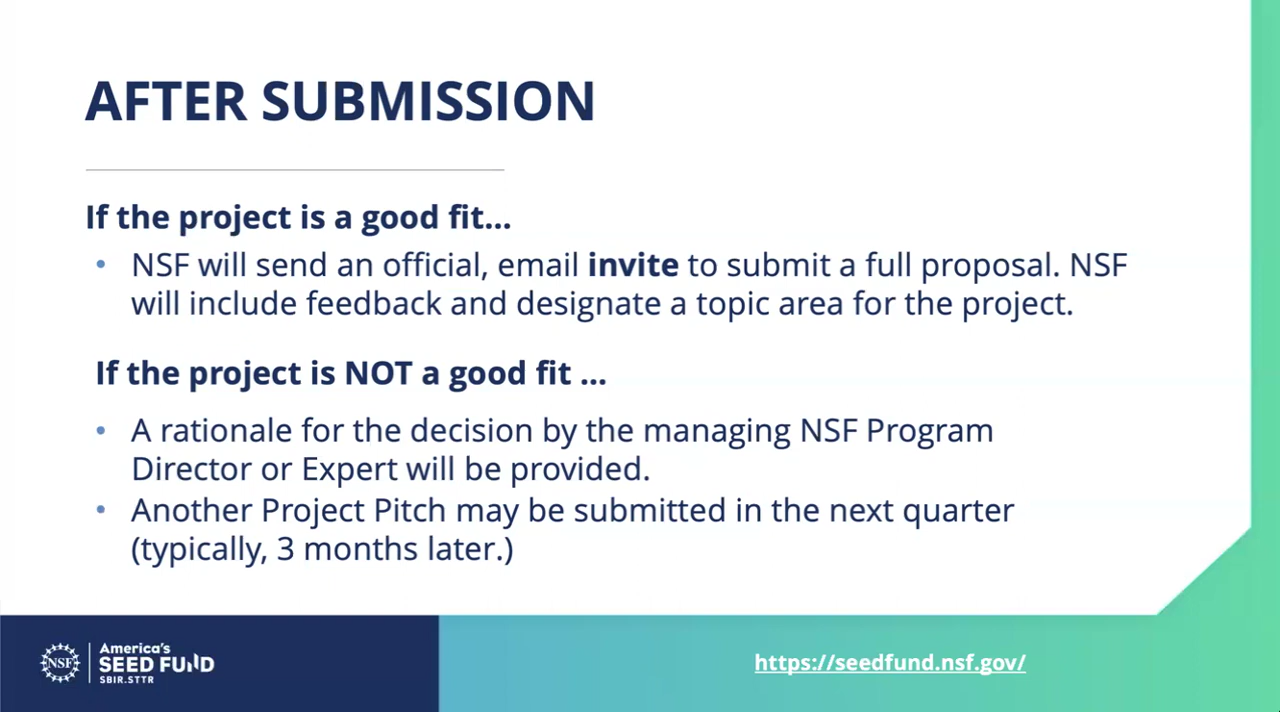 AFTER SUBMISSION
If the project is a good fit...
• NSF will send an official, email invite to submit a full proposal. NSF
will include feedback and designate a topic area for the project.
If the project is NOT a good fit ...
• A rationale for the decision by the managing NSF Program
Director or Expert will be provided.
• Another Project Pitch may be submitted in the next quarter
(typically, 3 months later.)
NSF
America's
SEED FUND
SBIR.STTR
https://seedfund.nsf.gov/